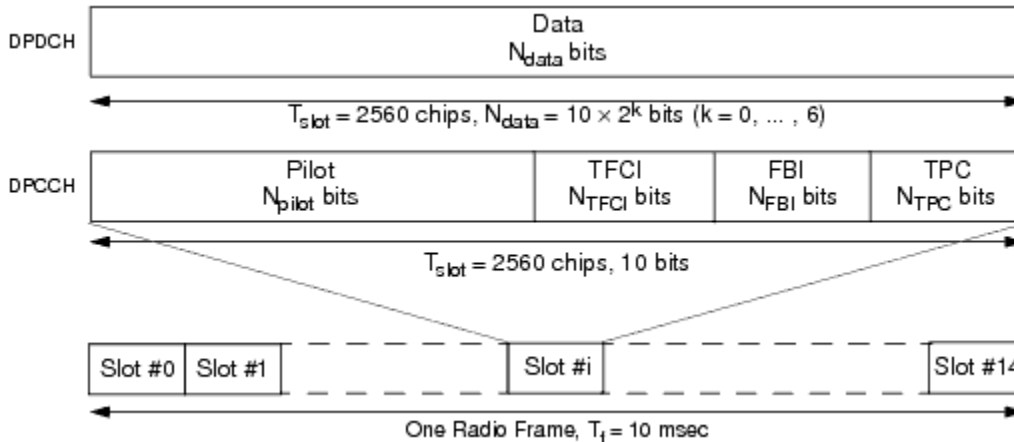 Data
DPDCH
N_data bits
T_slot = 2560 chips, N_data = 10 × 2^k bits (k = 0, ... , 6)
Pilot TFCI FBI TPC
DPCCH
N_pilot bits N_TFCI bits N_FBI bits N_TPC bits
T_slot = 2560 chips, 10 bits
Slot #0 Slot #1 Slot #i Slot #14
One Radio Frame, T_f = 10 msec